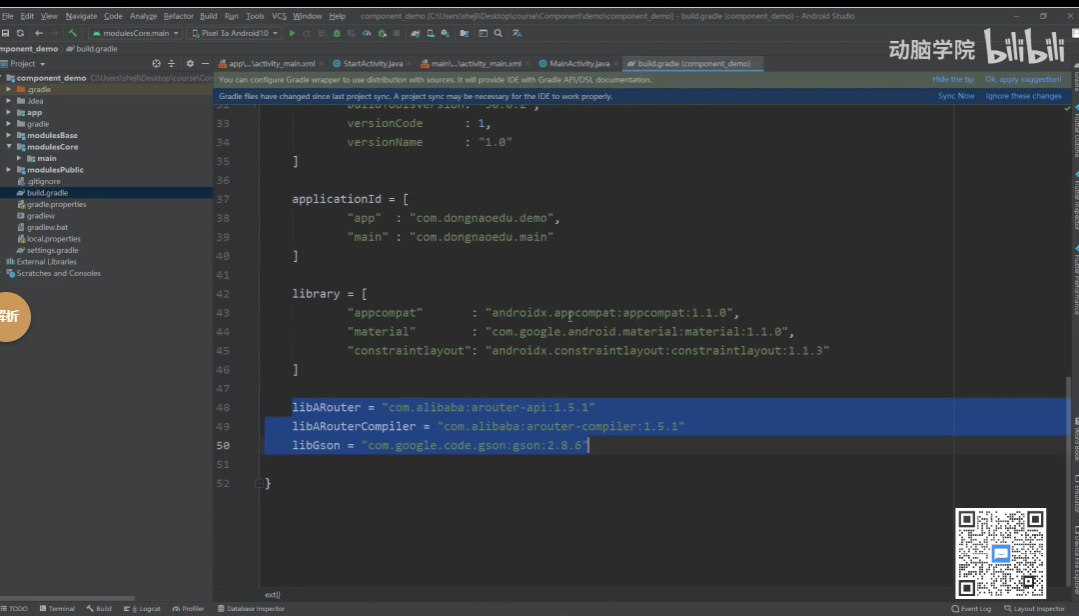 File Edit View Navigate Code Analyze Refactor Build Run Tools VCS Window Help component_demo [C:\Users\sheji\Desktop\course\Component\demo] - build.gradle (component_demo) - Android Studio
modulesCore.main Pixel 3a Android10
mponent_demo build.gradle
动脑学院 bilibili
Project
app\...\activity_main.xml StartActivity.java main\...\activity_main.xml MainActivity.java build.gradle (component_demo)
You can configure Gradle wrapper to use distribution with sources. It will provide IDE with Gradle API/DSL documentation. Hide the tip Ok, apply suggestion!
Gradle files have changed since last project sync. A project sync may be necessary for the IDE to work properly. Sync Now Ignore these changes
component_demo C:\Users\sheji\Desktop\course\Cor
.gradle
.idea
app
gradle
modulesBase
modulesCore
main
modulesPublic
.gitignore
build.gradle
gradle.properties
gradlew
gradlew.bat
local.properties
settings.gradle
External Libraries
Scratches and Consoles
解析
33 versionCode : 1,
34 versionName : "1.0"
35 ]
36
37 applicationId = [
38 "app" : "com.dongnaoedu.demo",
39 "main" : "com.dongnaoedu.main"
40 ]
41
42 library = [
43 "appcompat" : "androidx.appcompat:appcompat:1.1.0",
44 "material" : "com.google.android.material:material:1.1.0",
45 "constraintlayout": "androidx.constraintlayout:constraintlayout:1.1.3"
46 ]
47
48 libARouter = "com.alibaba:arouter-api:1.5.1"
49 libARouterCompiler = "com.alibaba:arouter-compiler:1.5.1"
50 libGson = "com.google.code.gson:gson:2.8.6"
51
52 }
ext{}
Flutter Outline
Flutter Inspector
Flutter Performance
Emulator
Device File Explorer
TODO Terminal Build 6: Logcat Profiler Database Inspector Event Log Layout Inspector